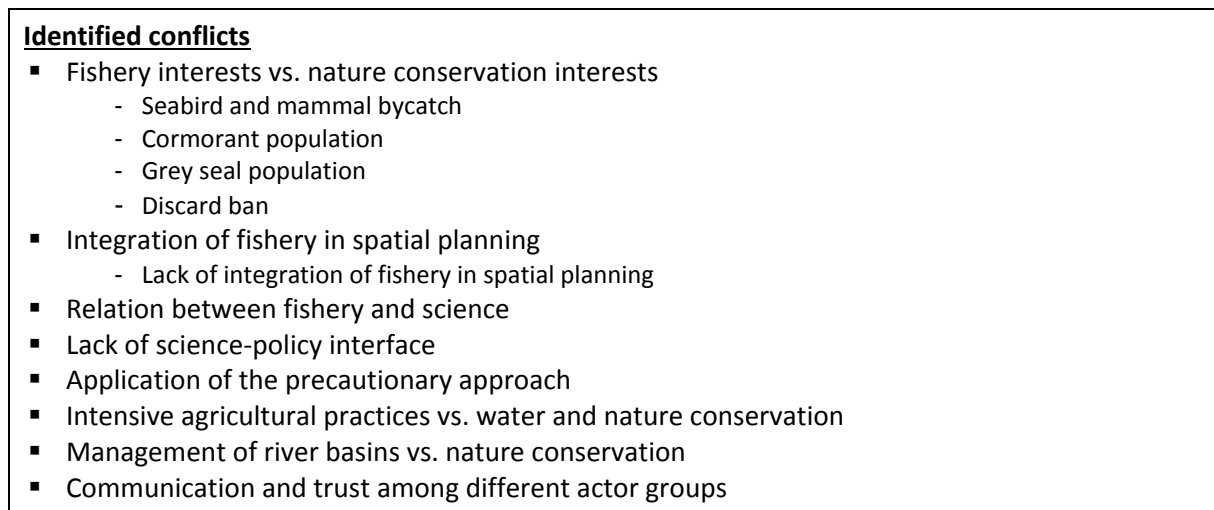 Identified conflicts
▪ Fishery interests vs. nature conservation interests
- Seabird and mammal bycatch
- Cormorant population
- Grey seal population
- Discard ban
▪ Integration of fishery in spatial planning
- Lack of integration of fishery in spatial planning
▪ Relation between fishery and science
▪ Lack of science-policy interface
▪ Application of the precautionary approach
▪ Intensive agricultural practices vs. water and nature conservation
▪ Management of river basins vs. nature conservation
▪ Communication and trust among different actor groups